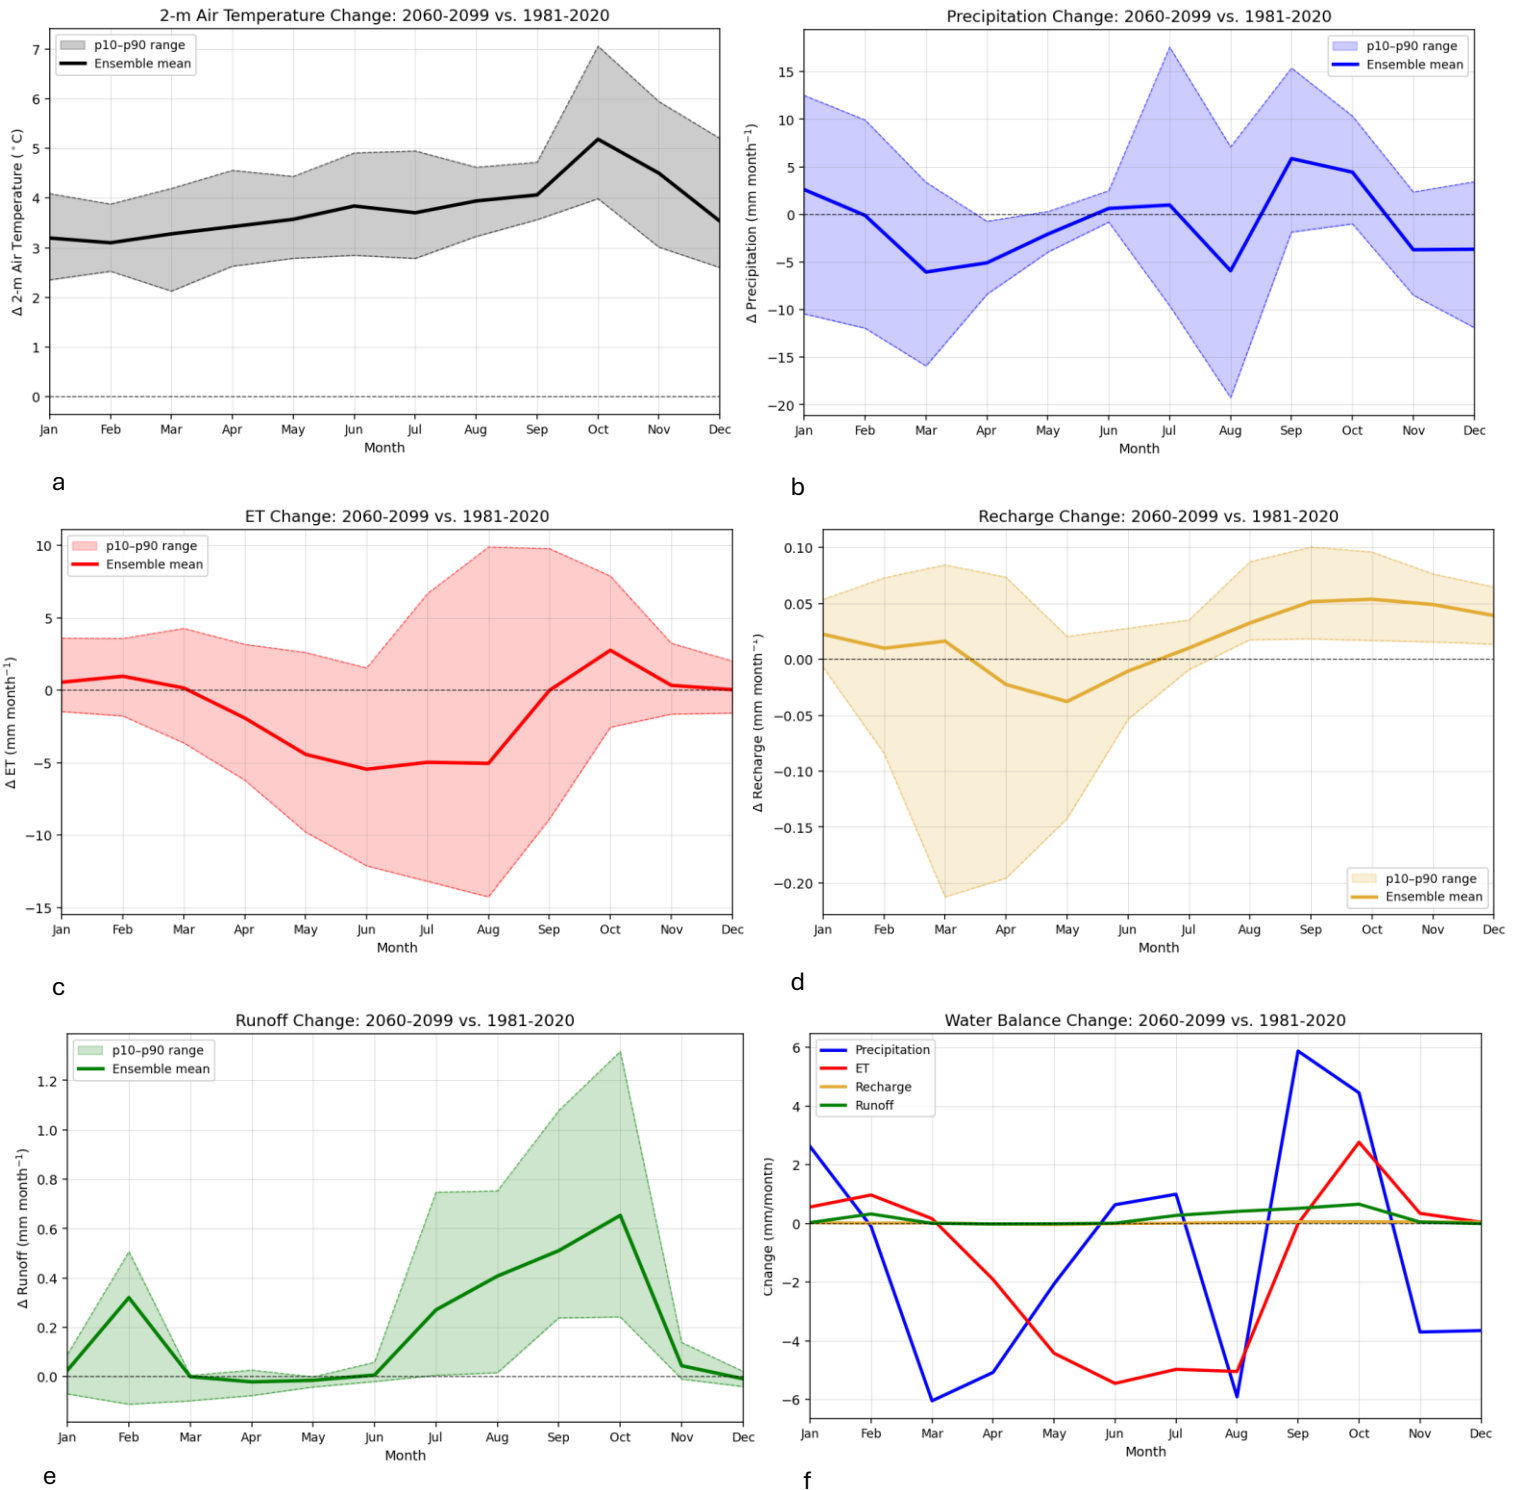 2-m Air Temperature Change: 2060-2099 vs. 1981-2020
p10–p90 range
Ensemble mean
Δ 2-m Air Temperature (°C)
7
6
5
4
3
2
1
0
Jan Feb Mar Apr May Jun Jul Aug Sep Oct Nov Dec
Month
a
Precipitation Change: 2060-2099 vs. 1981-2020
p10–p90 range
Ensemble mean
Δ Precipitation (mm month⁻¹)
15
10
5
0
−5
−10
−15
−20
Jan Feb Mar Apr May Jun Jul Aug Sep Oct Nov Dec
Month
b
ET Change: 2060-2099 vs. 1981-2020
p10–p90 range
Ensemble mean
Δ ET (mm month⁻¹)
10
5
0
−5
−10
−15
Jan Feb Mar Apr May Jun Jul Aug Sep Oct Nov Dec
Month
c
Recharge Change: 2060-2099 vs. 1981-2020
Δ Recharge (mm month⁻¹)
0.10
0.05
0.00
−0.05
−0.10
−0.15
−0.20
p10–p90 range
Ensemble mean
Jan Feb Mar Apr May Jun Jul Aug Sep Oct Nov Dec
Month
d
Runoff Change: 2060-2099 vs. 1981-2020
p10–p90 range
Ensemble mean
Δ Runoff (mm month⁻¹)
1.2
1.0
0.8
0.6
0.4
0.2
0.0
Jan Feb Mar Apr May Jun Jul Aug Sep Oct Nov Dec
Month
e
Water Balance Change: 2060-2099 vs. 1981-2020
Precipitation
ET
Recharge
Runoff
Change (mm/month)
6
4
2
0
−2
−4
−6
Jan Feb Mar Apr May Jun Jul Aug Sep Oct Nov Dec
Month
f